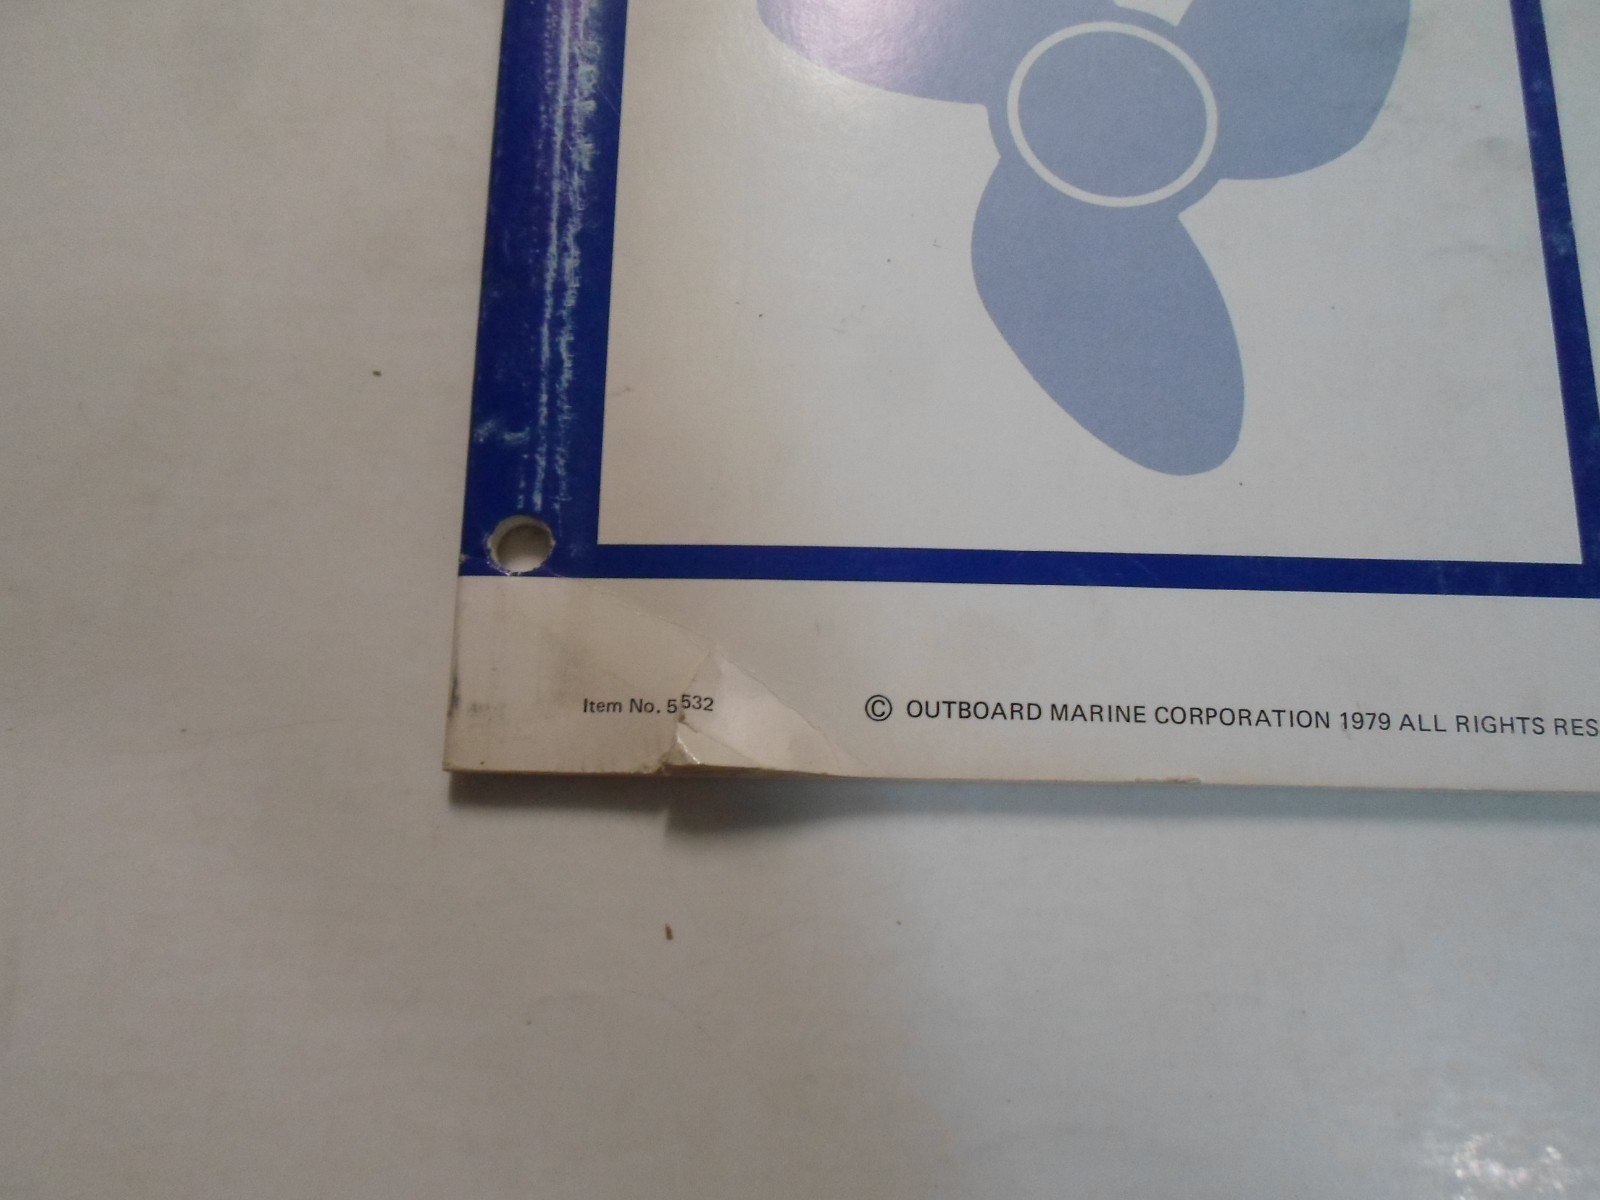 Item No. 5532
© OUTBOARD MARINE CORPORATION 1979 ALL RIGHTS RES